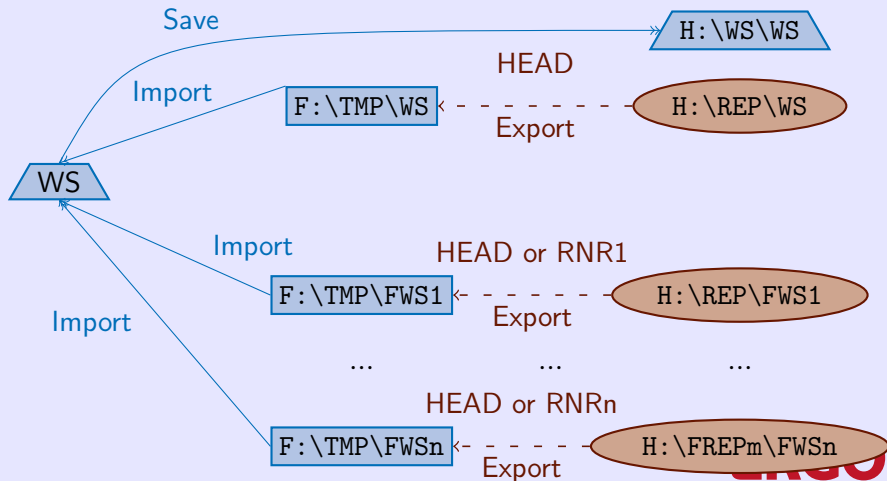 Save
H:\WS\WS
HEAD
Import
F:\TMP\WS
H:\REP\WS
Export
WS
Import
HEAD or RNR1
F:\TMP\FWS1
H:\REP\FWS1
Export
Import
... ... ...
HEAD or RNRn
F:\TMP\FWSn
H:\FREPm\FWSn
Export
ERGO